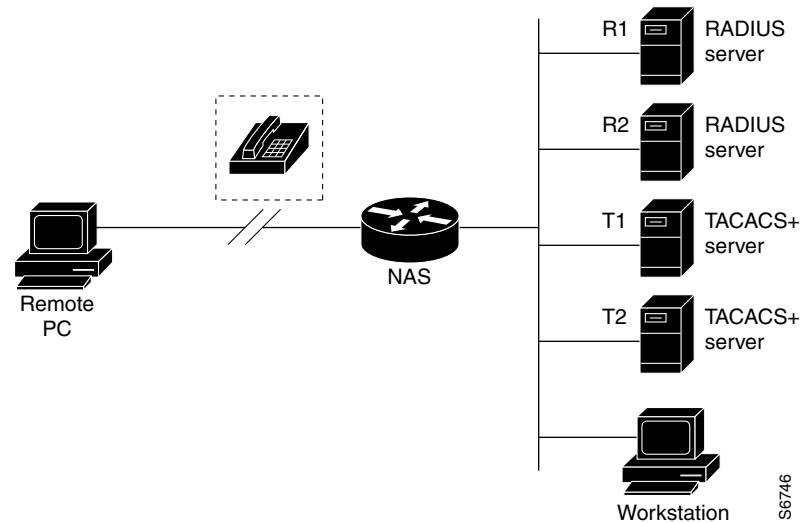 R1
RADIUS
server
R2
RADIUS
server
T1
TACACS+
server
T2
TACACS+
server
NAS
Remote
PC
Workstation
S6746